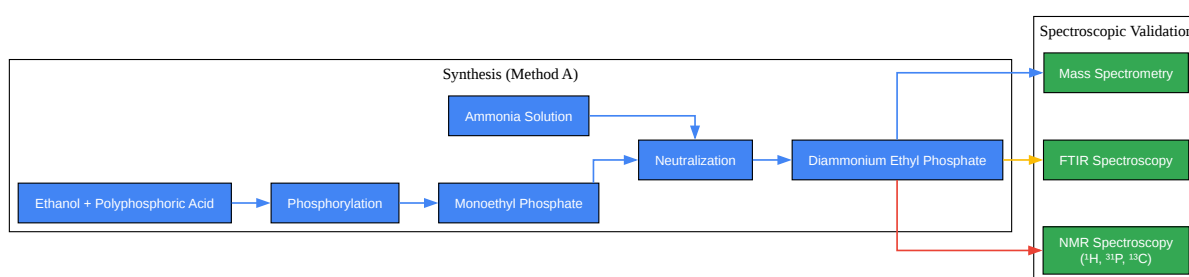 Spectroscopic Validation
Synthesis (Method A)
Mass Spectrometry
Ammonia Solution
Neutralization
Diammonium Ethyl Phosphate
FTIR Spectroscopy
Ethanol + Polyphosphoric Acid
Phosphorylation
Monoethyl Phosphate
NMR Spectroscopy
(¹H, ³¹P, ¹³C)